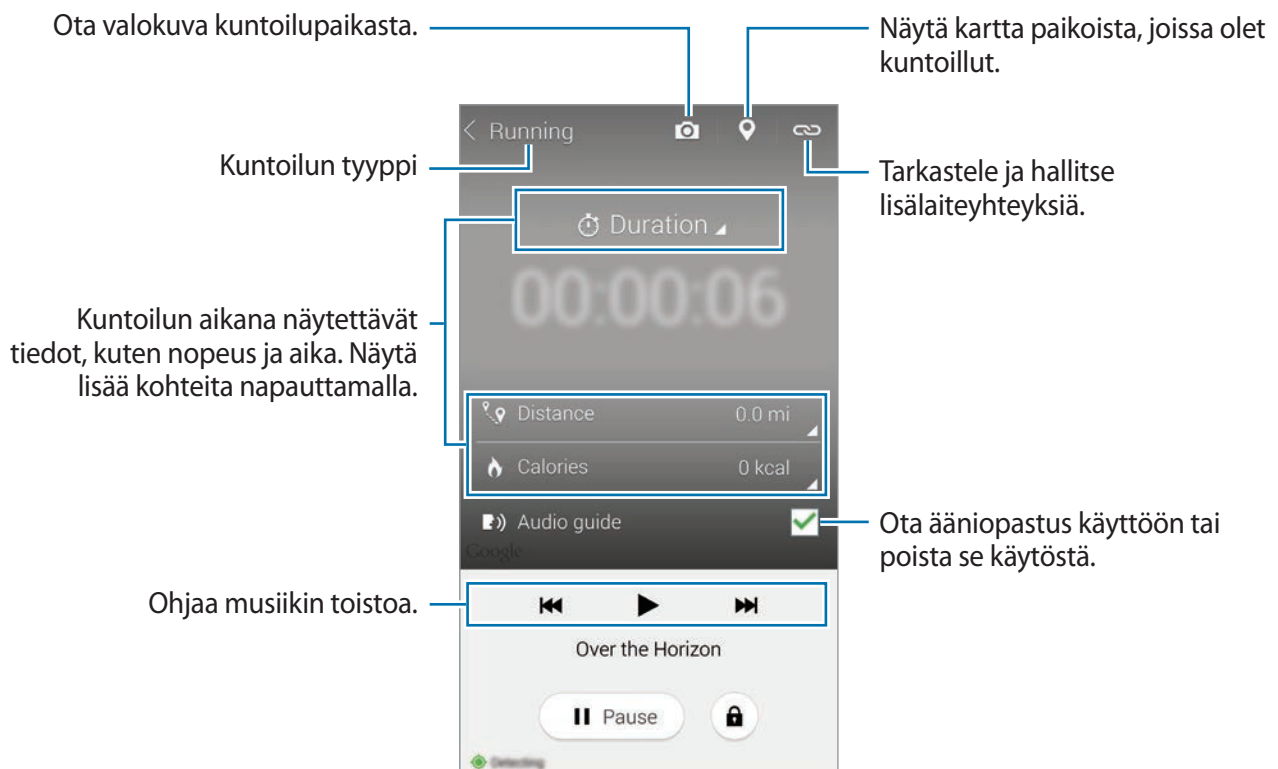 Ota valokuva kuntoilupaikasta.
Näytä kartta paikoista, joissa olet
kuntoillut.
Running
Kuntoilun tyyppi
Tarkastele ja hallitse
lisälaiteyhteyksiä.
Duration
00:00:06
Kuntoilun aikana näytettävät
tiedot, kuten nopeus ja aika. Näytä
lisää kohteita napauttamalla.
Distance 0.0 mi
Calories 0 kcal
Audio guide
Ota ääniopastus käyttöön tai
poista se käytöstä.
Google
Ohjaa musiikin toistoa.
Over the Horizon
Pause
Detecting